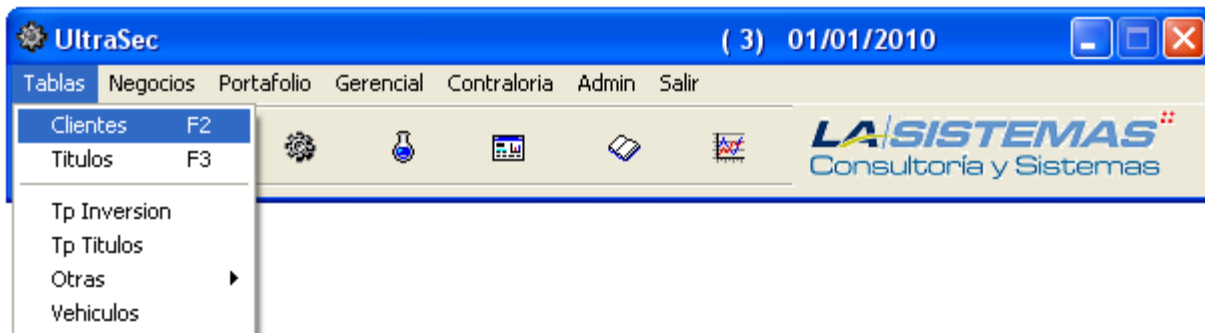 UltraSec ( 3) 01/01/2010
Tablas Negocios Portafolio Gerencial Contraloria Admin Salir
Clientes F2
Titulos F3
Tp Inversion
Tp Titulos
Otras
Vehiculos
LA SISTEMAS
Consultoría y Sistemas